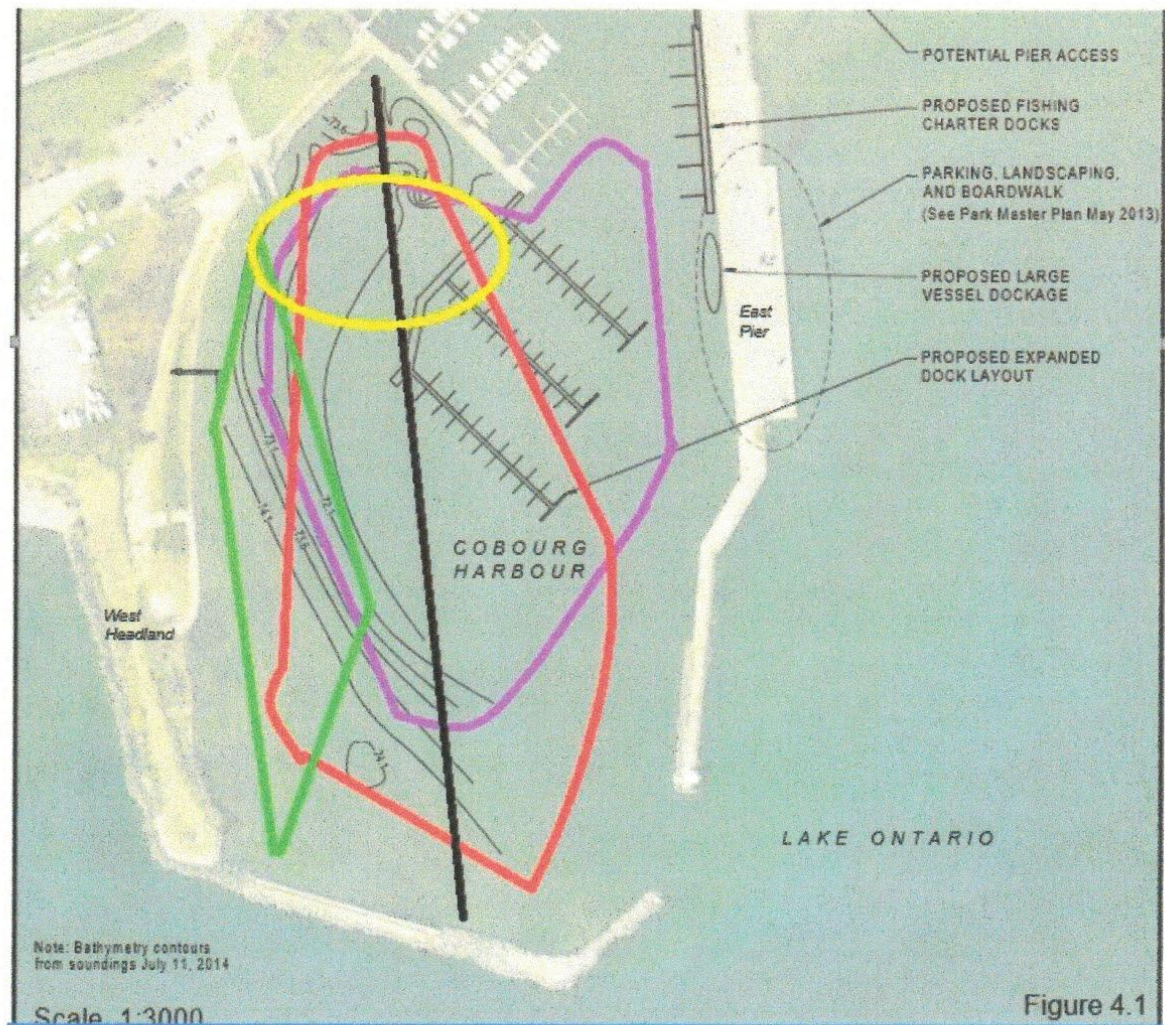 POTENTIAL PIER ACCESS
PROPOSED FISHING
CHARTER DOCKS
PARKING, LANDSCAPING,
AND BOARDWALK
(See Park Master Plan May 2013)
PROPOSED LARGE
VESSEL DOCKAGE
East
Pier
PROPOSED EXPANDED
DOCK LAYOUT
COBOURG
HARBOUR
West
Headland
LAKE ONTARIO
Note: Bathymetry contours
from soundings July 11, 2014
Scale 1:3000
Figure 4.1